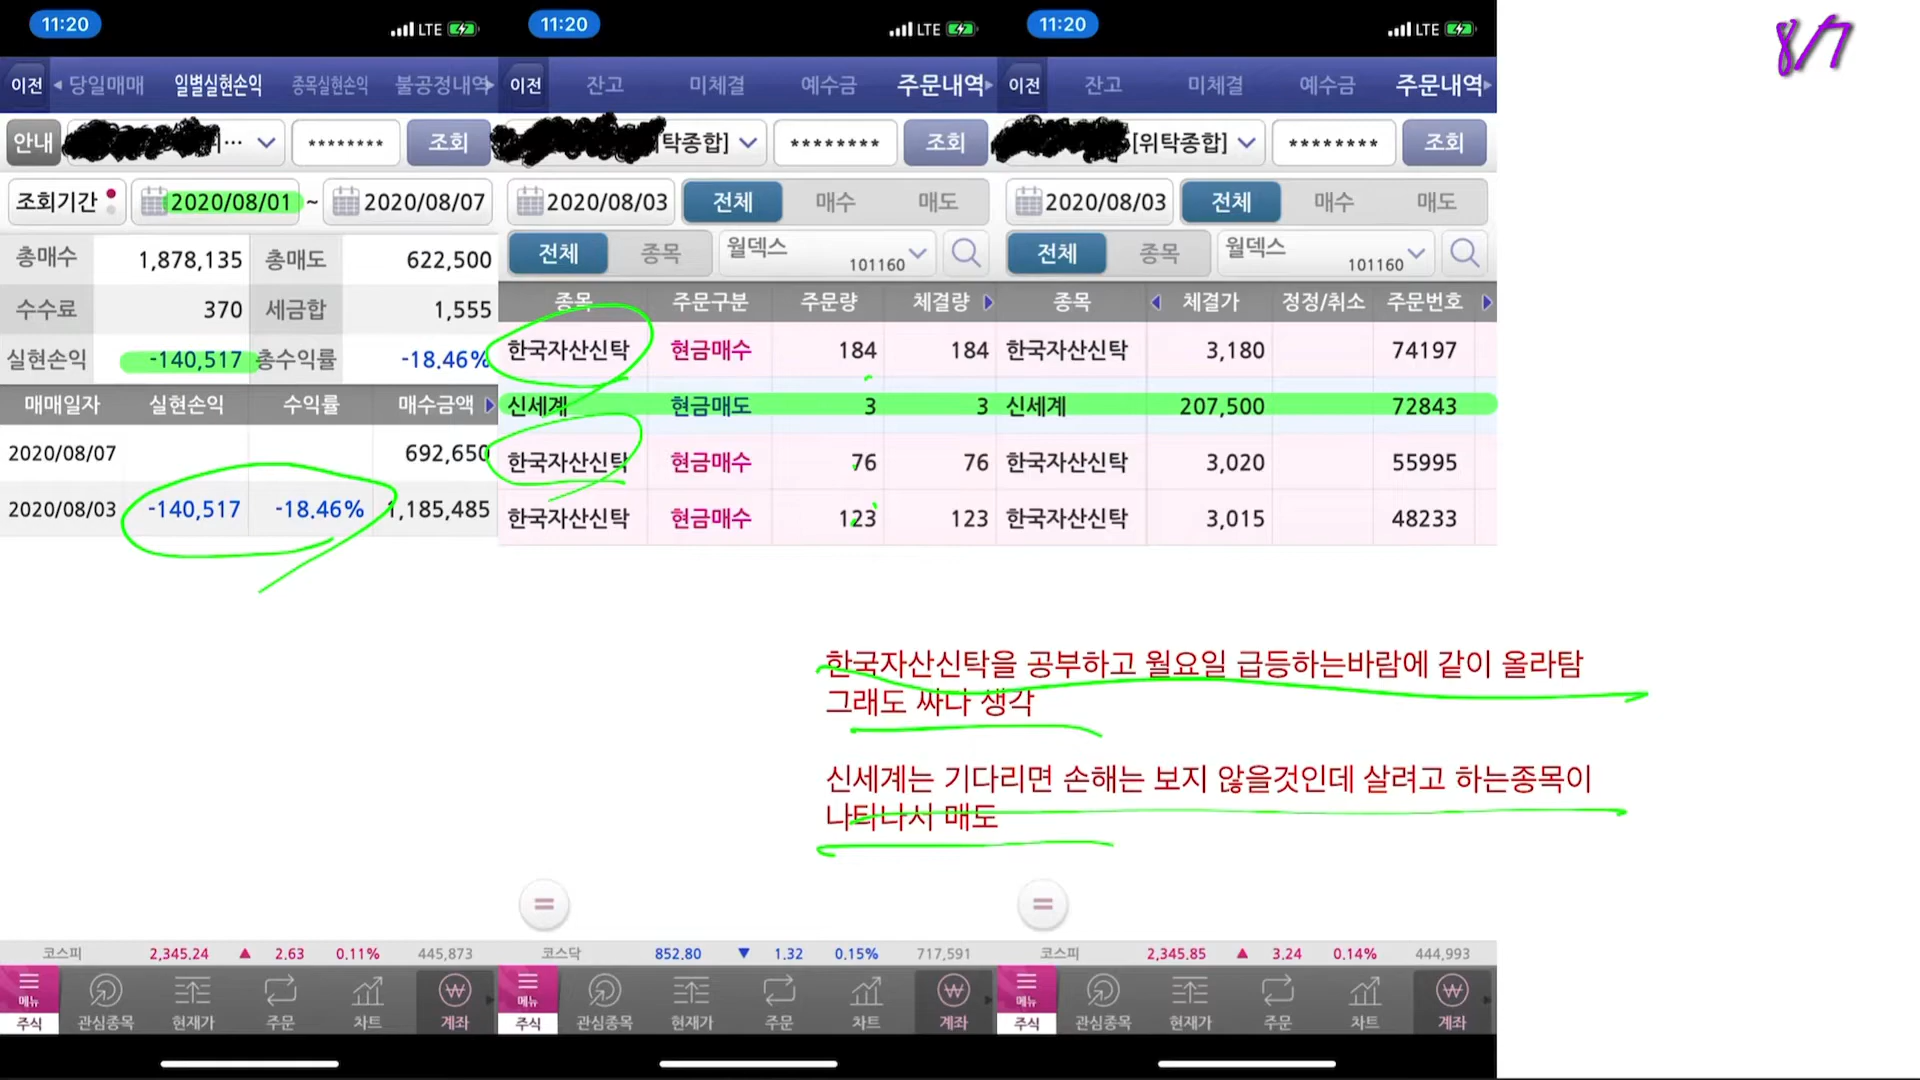 8/7
11:20 LTE
이전 당일매매 일별실현손익 종목실현손익 불공정내역
안내 … ******** 조회
조회기간 2020/08/01 ~ 2020/08/07
총매수 1,878,135 총매도 622,500
수수료 370 세금합 1,555
실현손익 -140,517 총수익률 -18.46%
매매일자 실현손익 수익률 매수금액
2020/08/07 692,650
2020/08/03 -140,517 -18.46% 1,185,485
코스피 2,345.24 ▲ 2.63 0.11% 445,873
메뉴
주식 관심종목 현재가 주문 차트 계좌
11:20 LTE
이전 잔고 미체결 예수금 주문내역
탁종합] ******** 조회
2020/08/03 전체 매수 매도
전체 종목 월덱스 101160
종목 주문구분 주문량 체결량
한국자산신탁 현금매수 184 184
신세계 현금매도 3 3
한국자산신탁 현금매수 76 76
한국자산신탁 현금매수 123 123
코스닥 852.80 ▼ 1.32 0.15% 717,591
메뉴
주식 관심종목 현재가 주문 차트 계좌
11:20 LTE
이전 잔고 미체결 예수금 주문내역
[위탁종합] ******** 조회
2020/08/03 전체 매수 매도
전체 종목 월덱스 101160
종목 체결가 정정/취소 주문번호
한국자산신탁 3,180 74197
신세계 207,500 72843
한국자산신탁 3,020 55995
한국자산신탁 3,015 48233
한국자산신탁을 공부하고 월요일 급등하는바람에 같이 올라탐
그래도 싸다 생각
신세계는 기다리면 손해는 보지 않을것인데 살려고 하는종목이
나타나서 매도
코스피 2,345.85 ▲ 3.24 0.14% 444,993
메뉴
주식 관심종목 현재가 주문 차트 계좌